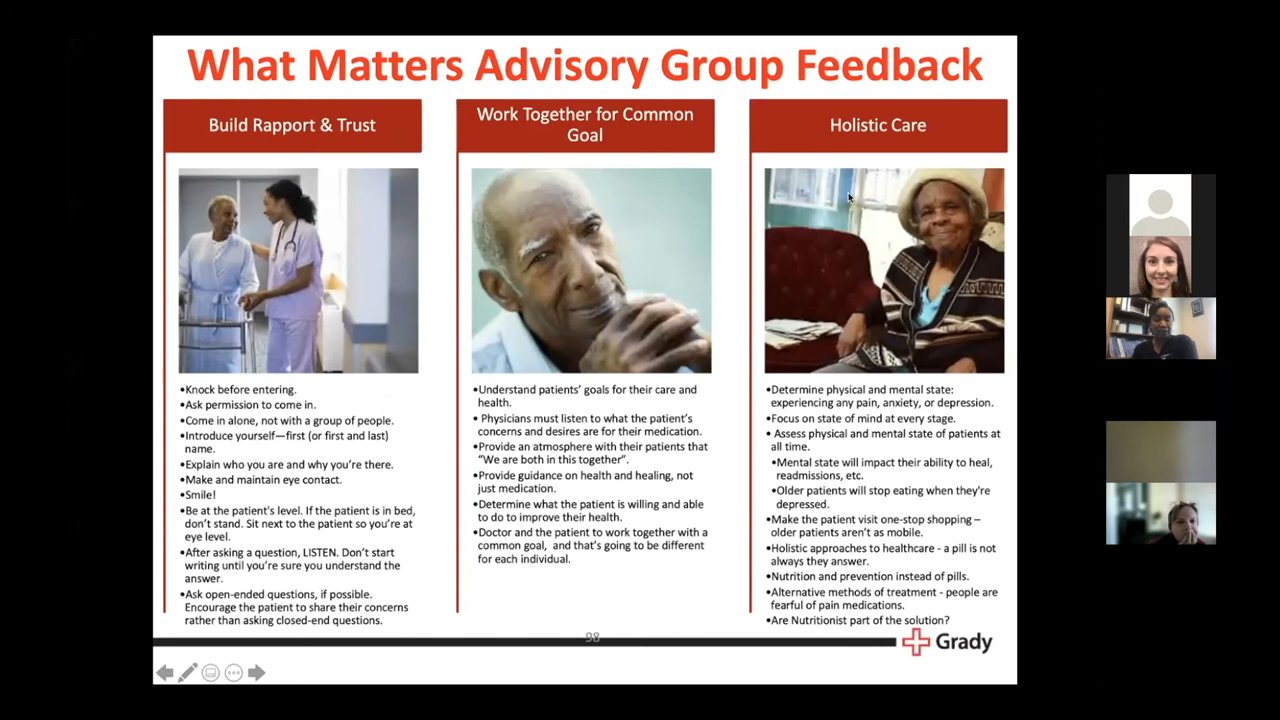 What Matters Advisory Group Feedback
Build Rapport & Trust
•Knock before entering.
•Ask permission to come in.
•Come in alone, not with a group of people.
•Introduce yourself—first (or first and last)
name.
•Explain who you are and why you're there.
•Make and maintain eye contact.
•Smile!
•Be at the patient's level. If the patient is in bed,
don't stand. Sit next to the patient so you're at
eye level.
•After asking a question, LISTEN. Don't start
writing until you're sure you understand the
answer.
•Ask open-ended questions, if possible.
Encourage the patient to share their concerns
rather than asking closed-end questions.
Work Together for Common
Goal
•Understand patients' goals for their care and
health.
• Physicians must listen to what the patient's
concerns and desires are for their medication.
•Provide an atmosphere with their patients that
“We are both in this together”.
•Provide guidance on health and healing, not
just medication.
•Determine what the patient is willing and able
to do to improve their health.
•Doctor and the patient to work together with a
common goal, and that's going to be different
for each individual.
Holistic Care
•Determine physical and mental state:
experiencing any pain, anxiety, or depression.
•Focus on state of mind at every stage.
• Assess physical and mental state of patients at
all time.
•Mental state will impact their ability to heal,
readmissions, etc.
•Older patients will stop eating when they're
depressed.
•Make the patient visit one-stop shopping –
older patients aren't as mobile.
•Holistic approaches to healthcare - a pill is not
always they answer.
•Nutrition and prevention instead of pills.
•Alternative methods of treatment - people are
fearful of pain medications.
•Are Nutritionist part of the solution?
98
Grady